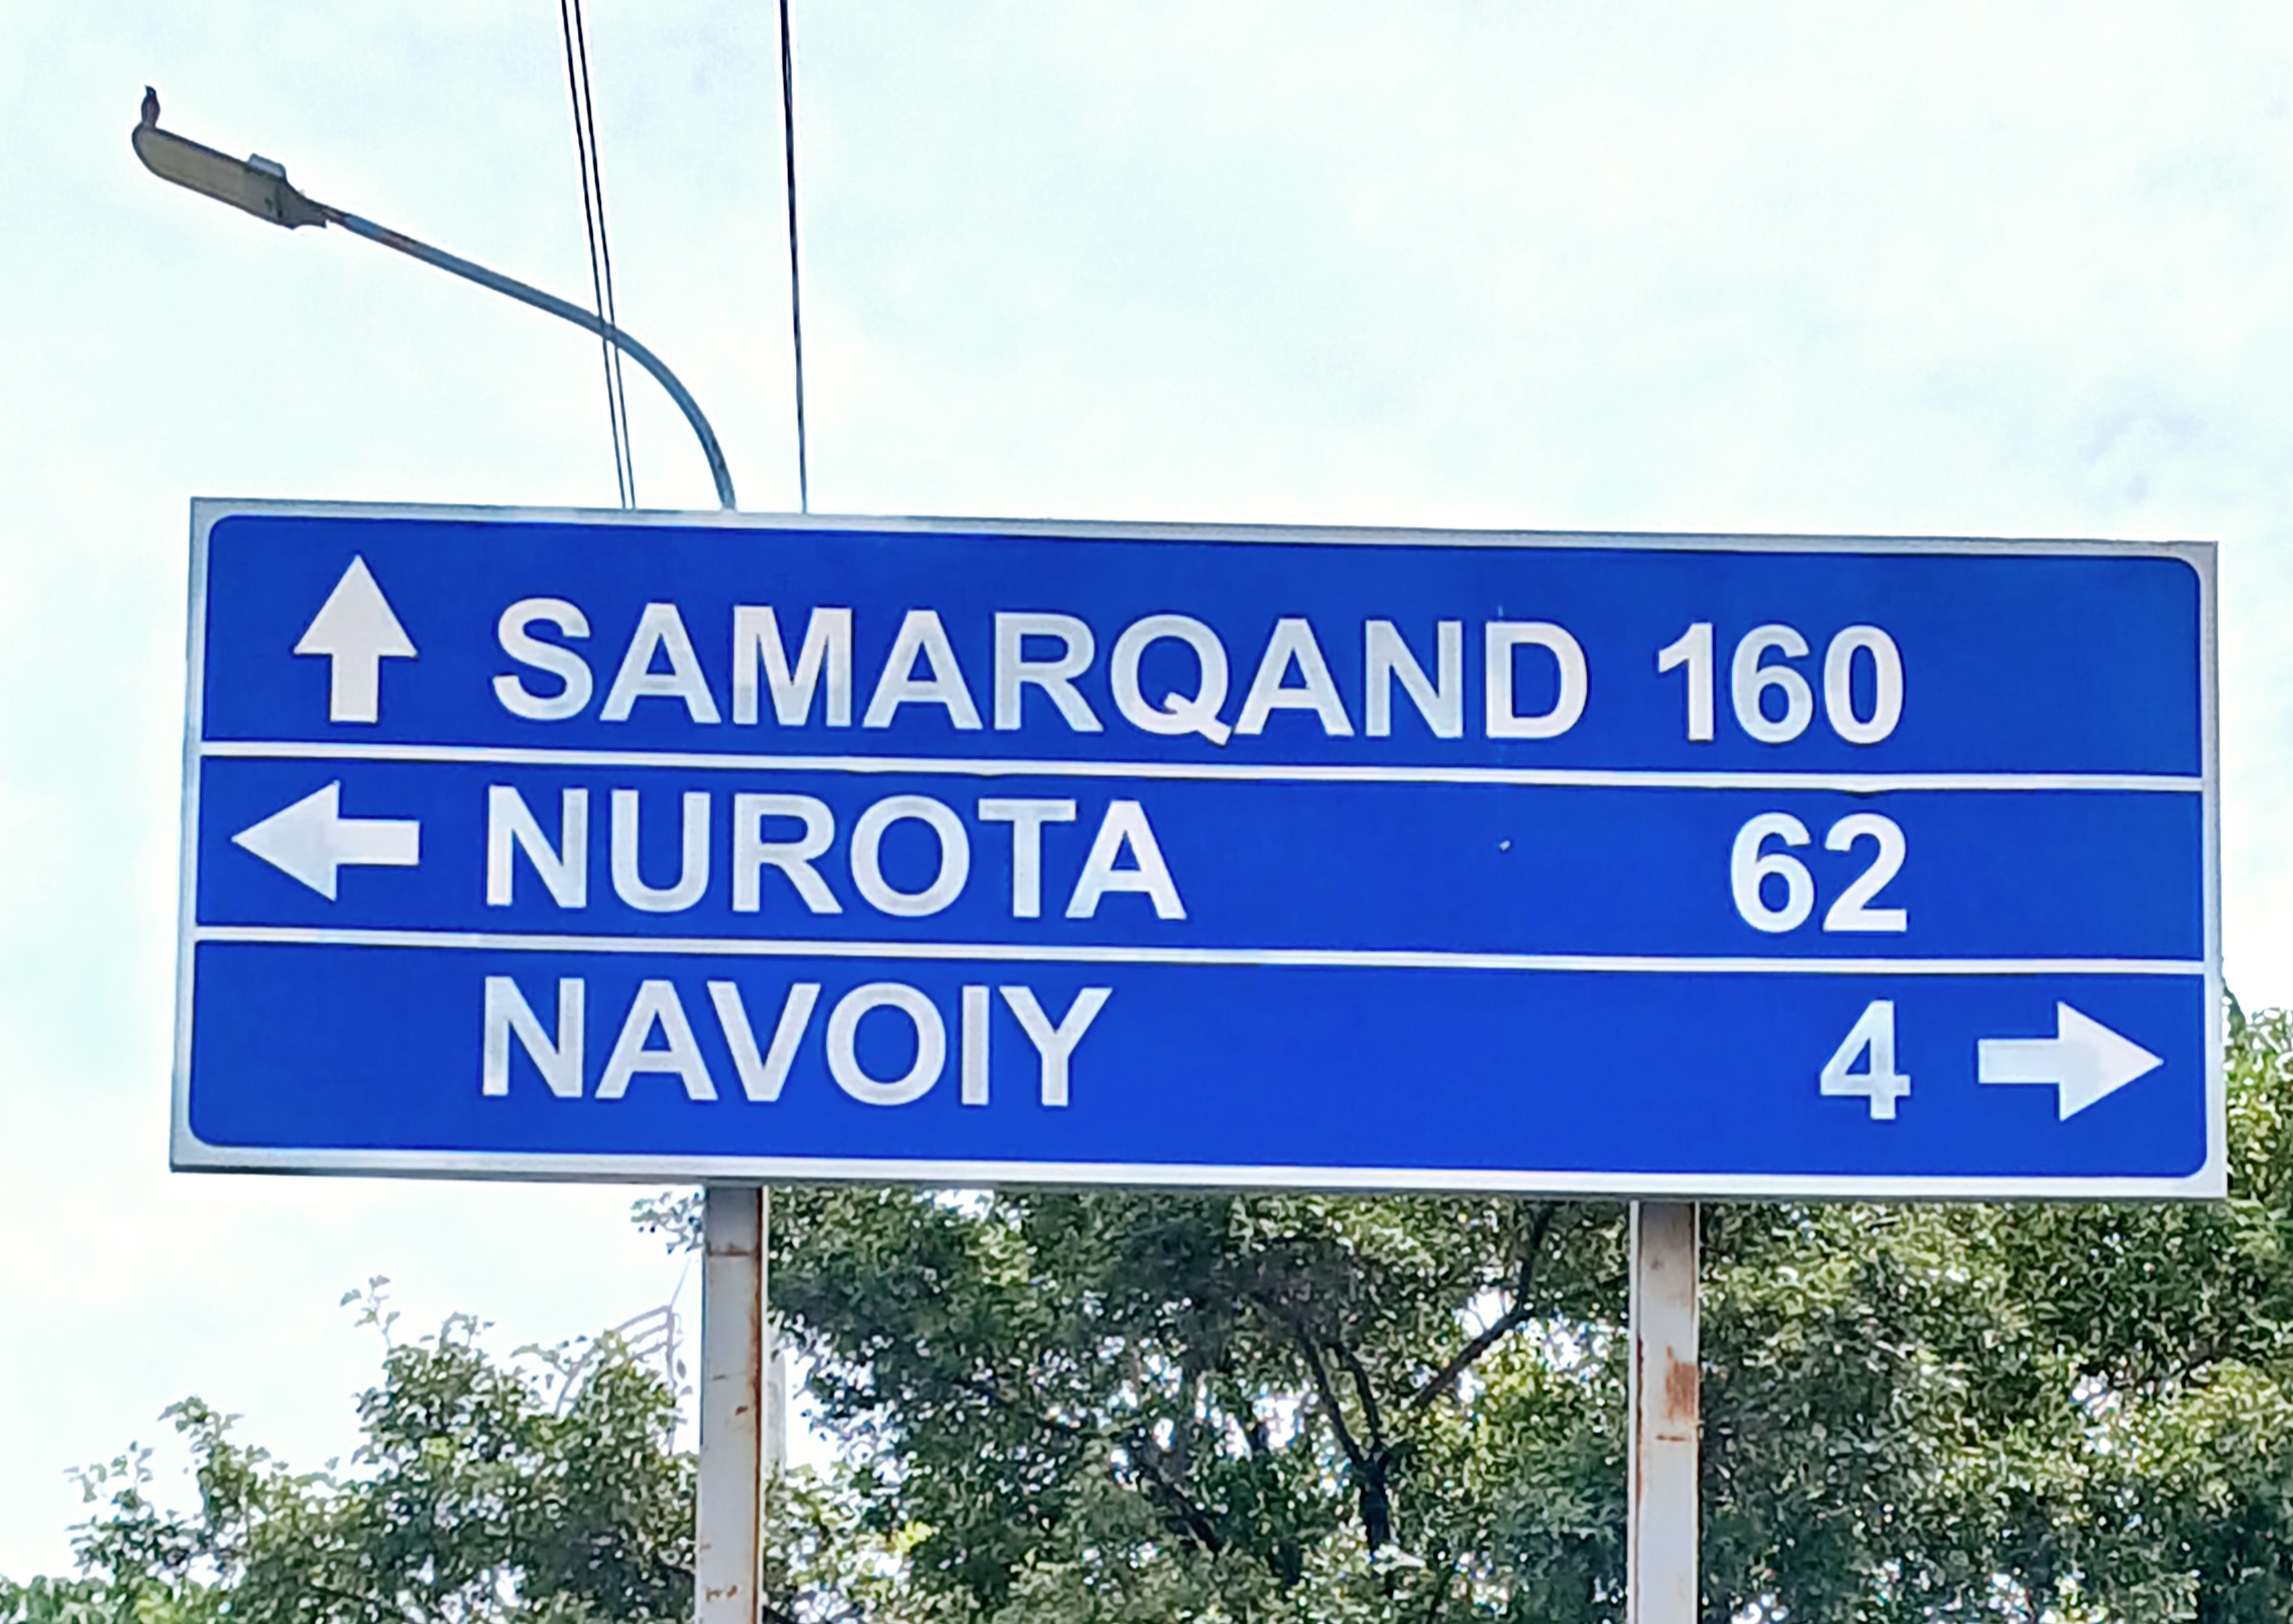 SAMARQAND 160
NUROTA 62
NAVOIY 4